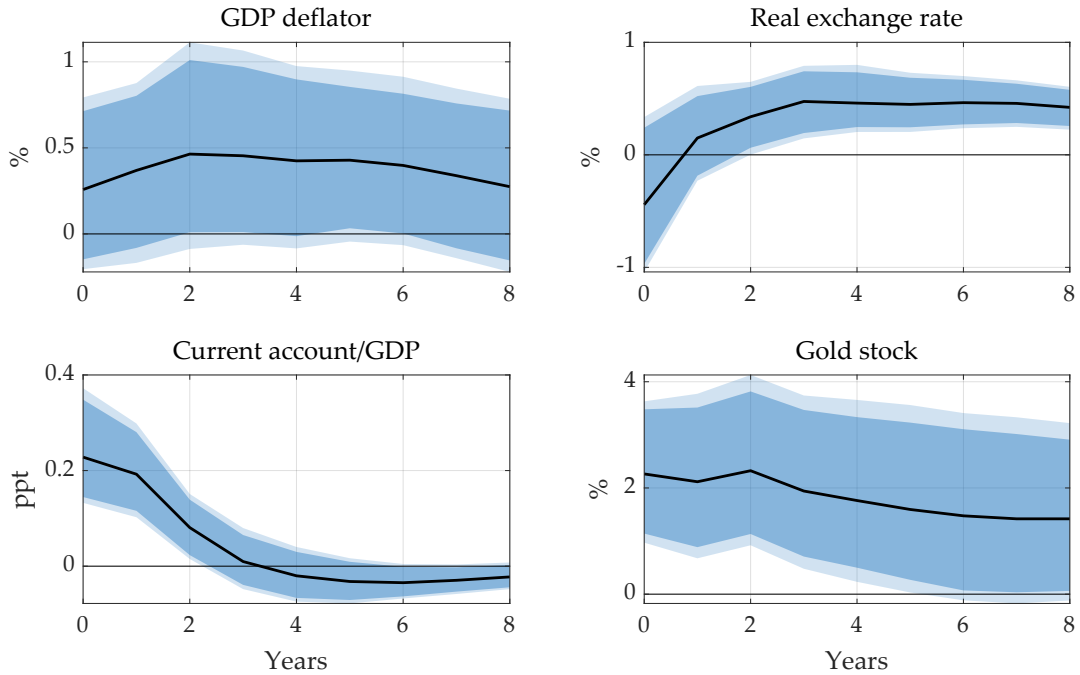 GDP deflator
%
1
0.5
0
0 2 4 6 8
Real exchange rate
%
1
0
-1
0 2 4 6 8
Current account/GDP
ppt
0.4
0.2
0
0 2 4 6 8
Years
Gold stock
%
4
2
0
0 2 4 6 8
Years